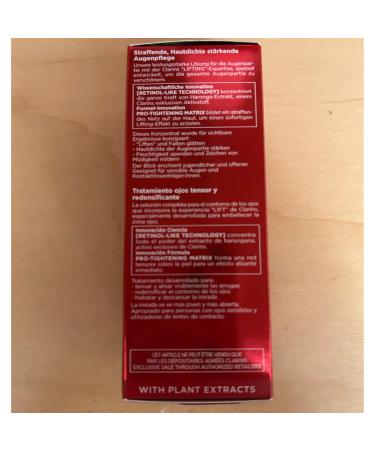 Straffende, Hautdichte stärkende
Augenpflege
Unsere leistungsstarke Lösung für die Augenpar-
tie mit der Clarins "LIFTING"-Expertise, speziell
entwickelt, um die gesamte Augenpartie zu
verschönern.
Wissenschaftliche Innovation
[RETINOL-LIKE TECHNOLOGY] konzentriert
die ganze Kraft von Harongа-Extrakt, einem
Clarins exklusiven Aktivstoff.
Formel-Innovation
PRO-TIGHTENING MATRIX bildet ein straffen-
des Netz auf der Haut, um einen sofortigen
Lifting-Effekt zu erzielen.
Dieses Konzentrat wurde für sichtbare
Ergebnisse konzipiert:
- "Liften" und Falten glätten
- Hautdichte der Augenpartie stärken
- Feuchtigkeit spenden und Zeichen von
Müdigkeit mildern
Der Blick erscheint jugendlicher und offener.
Geeignet für sensible Augen und
Kontaktlinsenträger:innen.
Tratamiento ojos tensor y
redensificante
La solución completa para el contorno de los ojos
que incorpora la experiencia "LIFT" de Clarins,
especialmente desarrollada para embellecer la
zona ojos.
Innovación Ciencia
[RETINOL-LIKE TECHNOLOGY] concentra
todo el poder del extracto de harungana,
activo exclusivo de Clarins.
Innovación Fórmula
PRO-TIGHTENING MATRIX forma una red
tensora sobre la piel para un efecto alisante
inmediato.
Tratamiento desarrollado para:
- tensar y alisar visiblemente las arrugas
- redensificar el contorno de los ojos
- hidratar y descansar la mirada
La mirada se ve más joven y más abierta.
Apropiado para personas con ojos sensibles y
utilizadoras de lentes de contacto.
CET ARTICLE NE PEUT ÊTRE VENDU QUE
PAR LES DÉPOSITAIRES AGRÉÉS CLARINS
EXCLUSIVE SALE THROUGH AUTHORIZED RETAILERS
WITH PLANT EXTRACTS